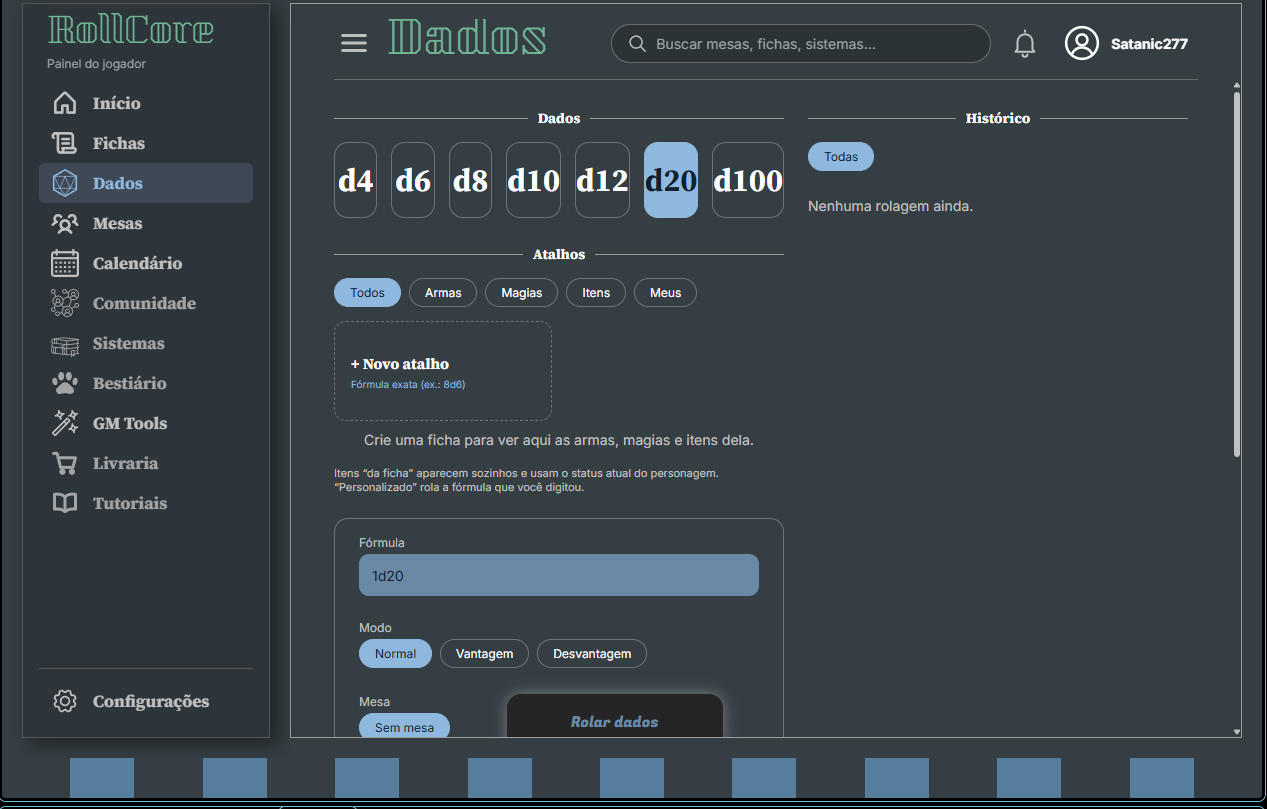 RollCore
Painel do jogador
Início
Fichas
Dados
Mesas
Calendário
Comunidade
Sistemas
Bestiário
GM Tools
Livraria
Tutoriais
Configurações
Dados
Buscar mesas, fichas, sistemas...
Satanic277
Dados
d4 d6 d8 d10 d12 d20 d100
Atalhos
Todos Armas Magias Itens Meus
+ Novo atalho
Fórmula exata (ex.: 8d6)
Crie uma ficha para ver aqui as armas, magias e itens dela.
Itens “da ficha” aparecem sozinhos e usam o status atual do personagem.
“Personalizado” rola a fórmula que você digitou.
Fórmula
1d20
Modo
Normal Vantagem Desvantagem
Mesa
Sem mesa
Rolar dados
Histórico
Todas
Nenhuma rolagem ainda.